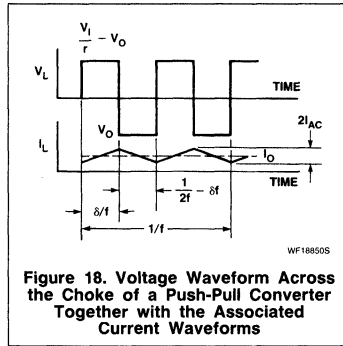 V_I
r
- V_O
V_L
TIME
V_O
2I_AC
I_L
I_O
TIME
1
2f
- δf
δ/f
1/f
WF18850S
Figure 18. Voltage Waveform Across
the Choke of a Push-Pull Converter
Together with the Associated
Current Waveforms